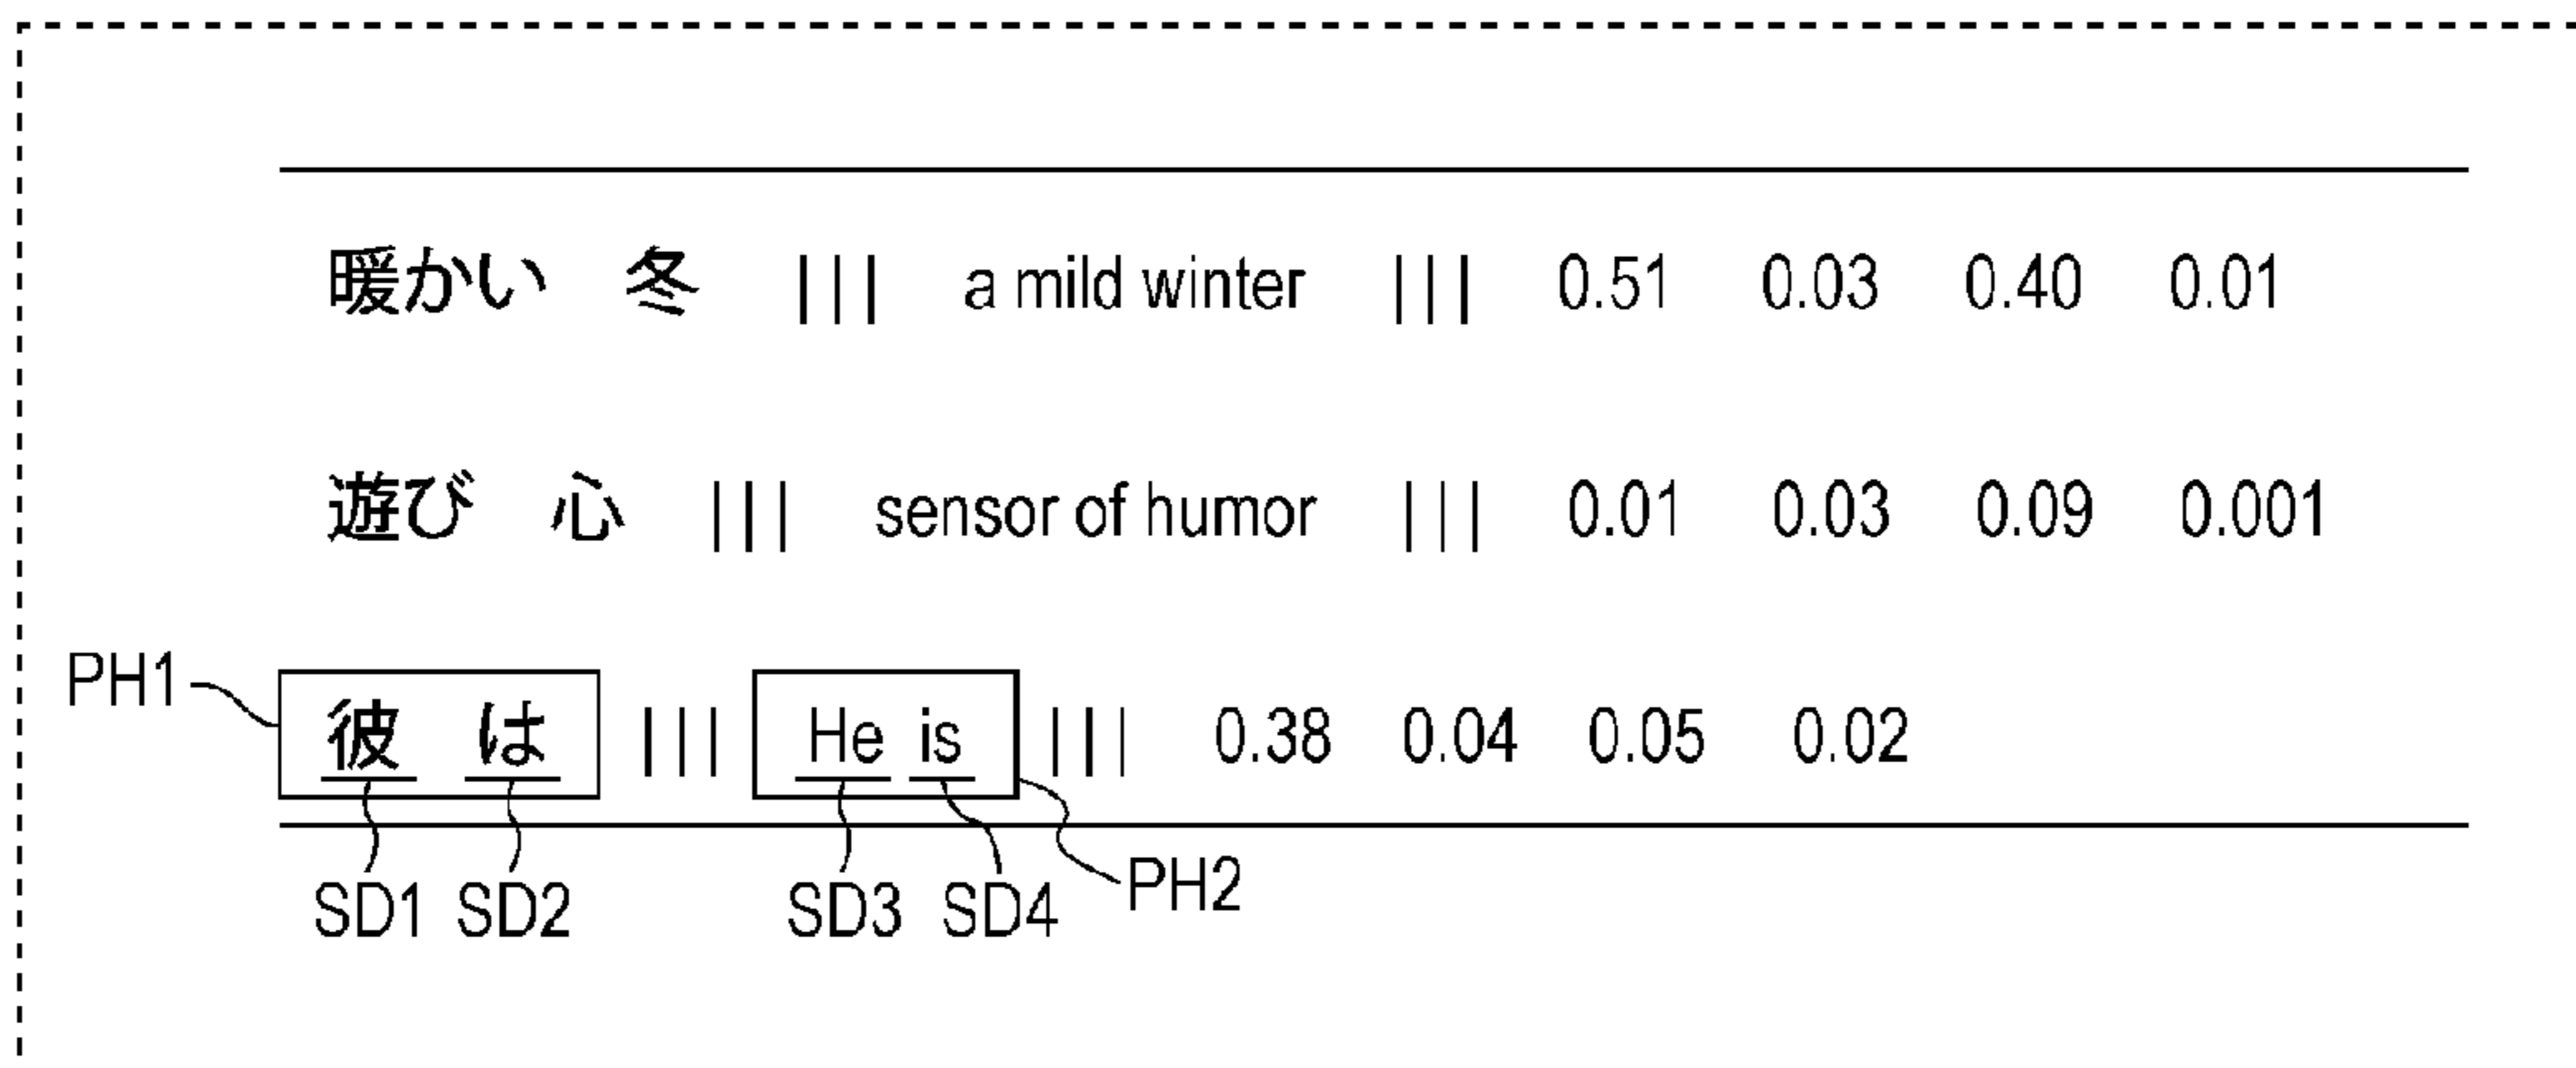 暖かい 冬 ||| a mild winter ||| 0.51 0.03 0.40 0.01
遊び 心 ||| sensor of humor ||| 0.01 0.03 0.09 0.001
PH1 彼 は ||| He is ||| 0.38 0.04 0.05 0.02
SD1 SD2 SD3 SD4 PH2